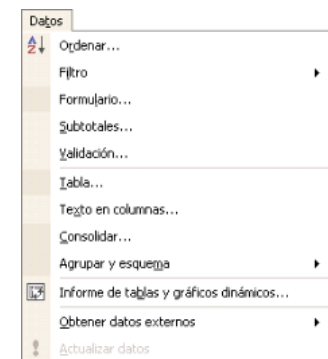 Datos
Ordenar...
Filtro
Formulario...
Subtotales...
Validación...
Tabla...
Texto en columnas...
Consolidar...
Agrupar y esquema
Informe de tablas y gráficos dinámicos...
Obtener datos externos
Actualizar datos